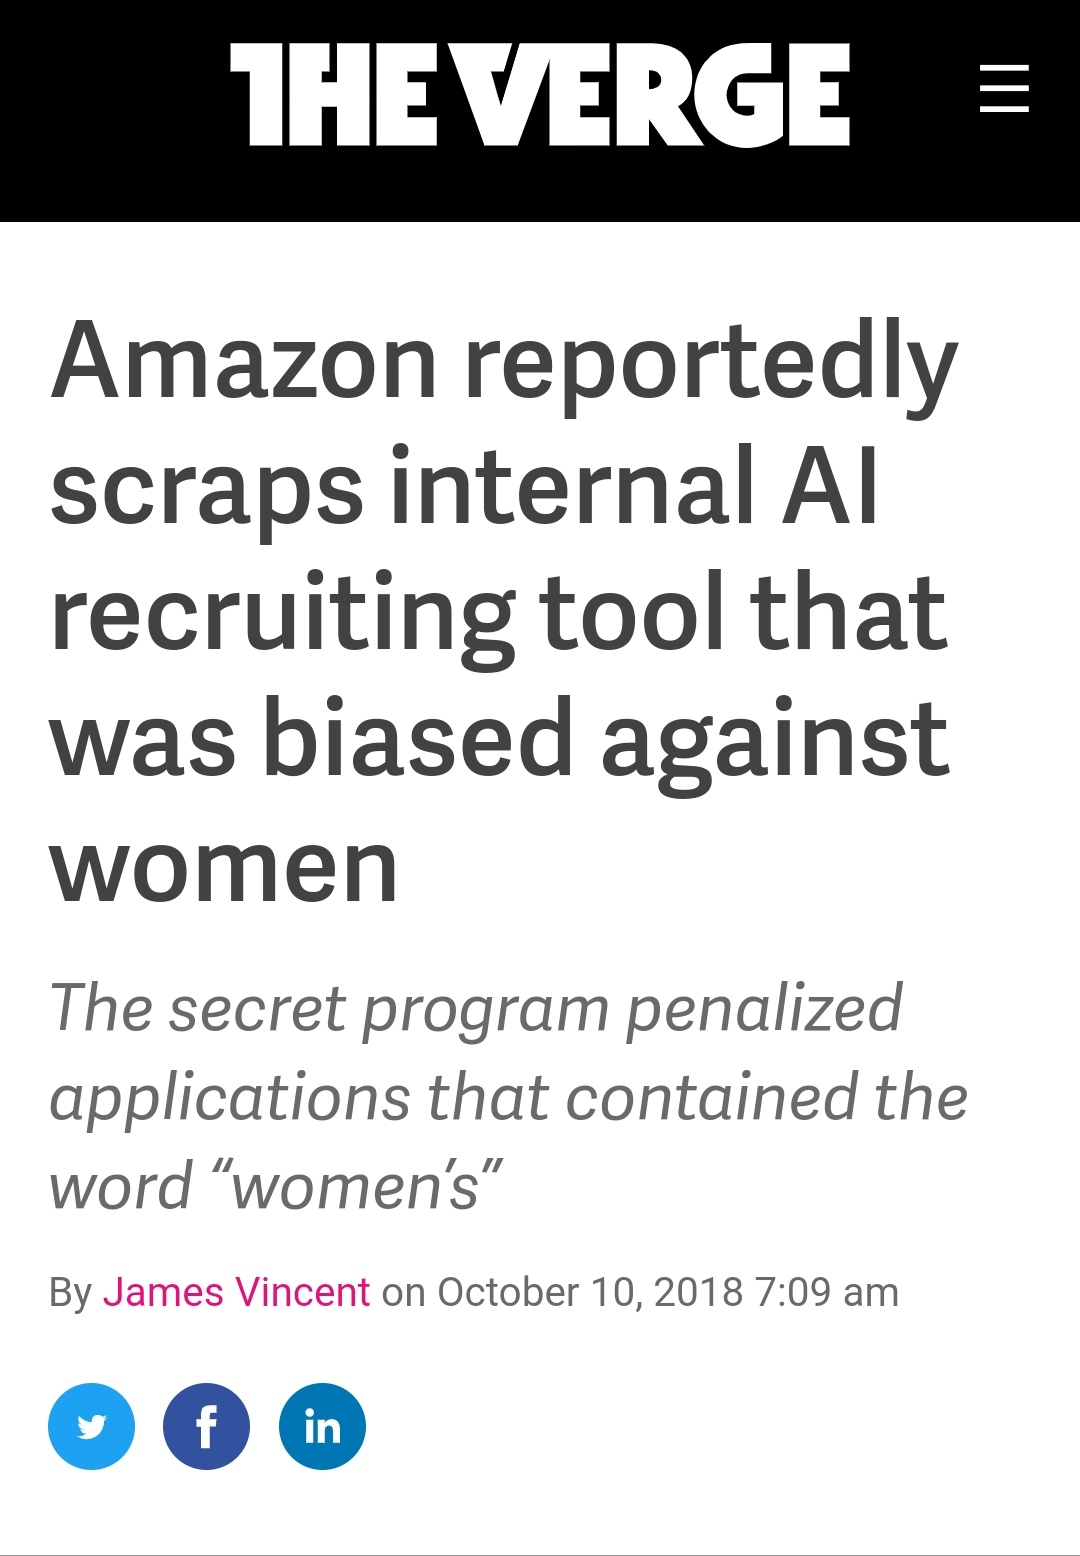 THE VERGE
Amazon reportedly
scraps internal AI
recruiting tool that
was biased against
women
The secret program penalized
applications that contained the
word “women’s”
By James Vincent on October 10, 2018 7:09 am
f
in